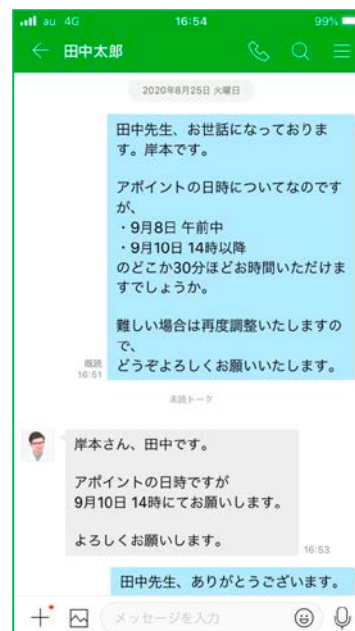 au 4G 16:54 99%
田中太郎
2020年8月25日 火曜日
田中先生、お世話になっておりま
す。岸本です。
アポイントの日時についてなのです
が、
・9月8日 午前中
・9月10日 14時以降
のどこか30分ほどお時間いただけま
すでしょうか。
難しい場合は再度調整いたしますの
で、
どうぞよろしくお願いいたします。
既読
16:51
未読トーク
岸本さん、田中です。
アポイントの日時ですが
9月10日 14時にてお願いします。
よろしくお願いします。
16:53
田中先生、ありがとうございます。
メッセージを入力